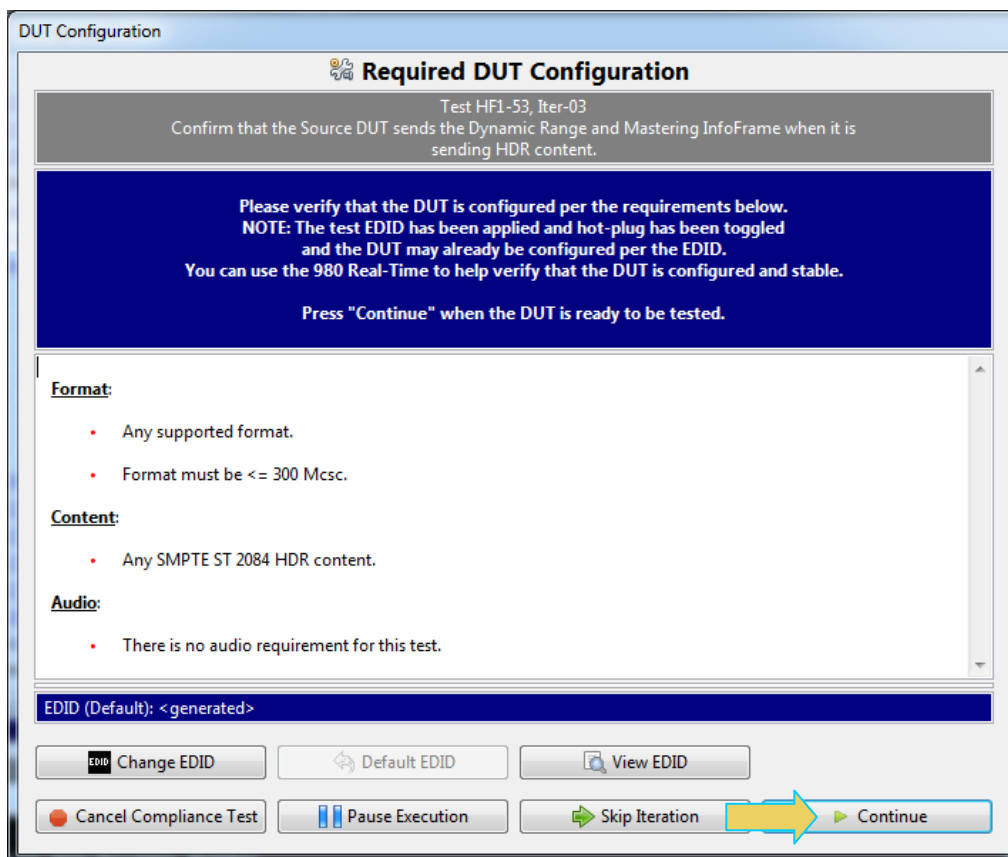 DUT Configuration
Required DUT Configuration
Test HF1-53, Iter-03
Confirm that the Source DUT sends the Dynamic Range and Mastering InfoFrame when it is
sending HDR content.
Please verify that the DUT is configured per the requirements below.
NOTE: The test EDID has been applied and hot-plug has been toggled
and the DUT may already be configured per the EDID.
You can use the 980 Real-Time to help verify that the DUT is configured and stable.
Press "Continue" when the DUT is ready to be tested.
Format:
• Any supported format.
• Format must be <= 300 Mcsc.
Content:
• Any SMPTE ST 2084 HDR content.
Audio:
• There is no audio requirement for this test.
EDID (Default): <generated>
EDID Change EDID
Default EDID
View EDID
Cancel Compliance Test
Pause Execution
Skip Iteration
Continue